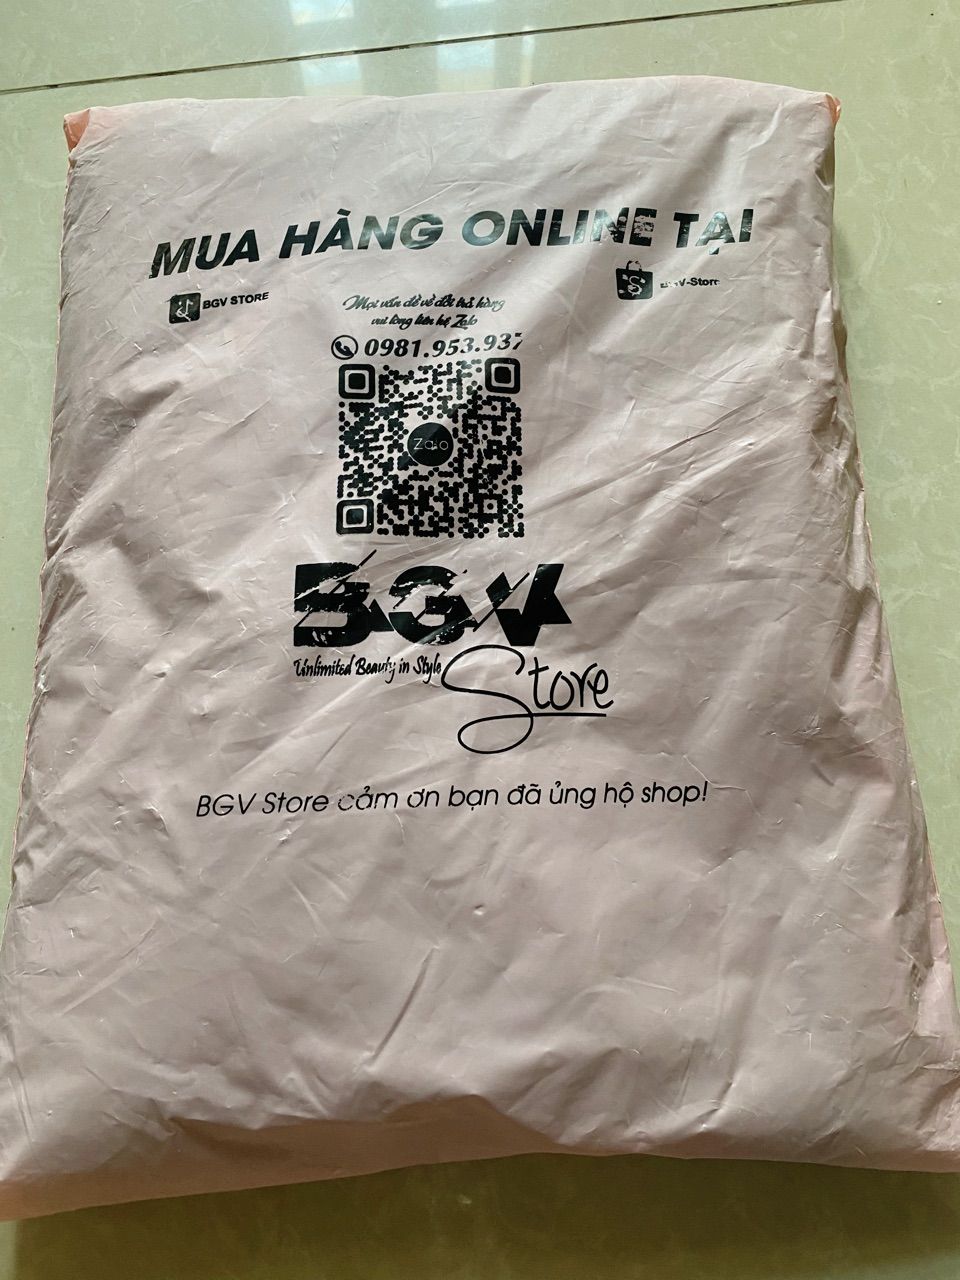 MUA HÀNG ONLINE TẠI
BGV STORE
BGV-Store
Mọi vấn đề về đổi trả hàng
vui lòng liên hệ Zalo
0981.953.937
Zalo
BGV
Unlimited Beauty in Style
Store
BGV Store cảm ơn bạn đã ủng hộ shop!